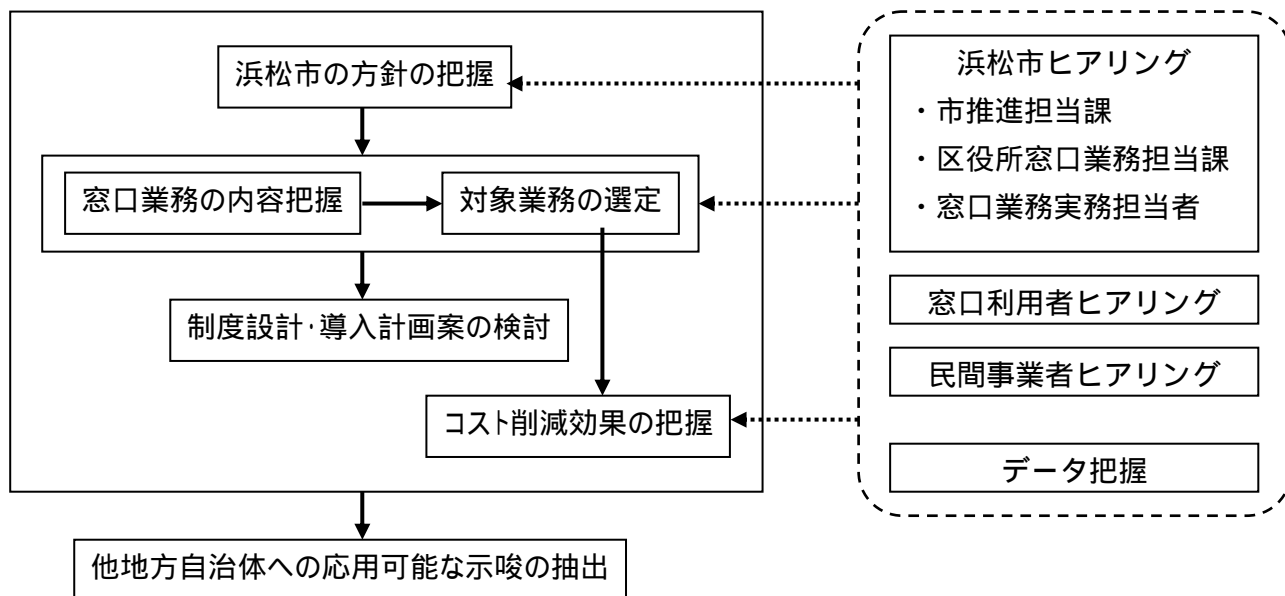 浜松市の方針の把握
窓口業務の内容把握
対象業務の選定
制度設計・導入計画案の検討
コスト削減効果の把握
他地方自治体への応用可能な示唆の抽出
浜松市ヒアリング
・市推進担当課
・区役所窓口業務担当課
・窓口業務実務担当者
窓口利用者ヒアリング
民間事業者ヒアリング
データ把握